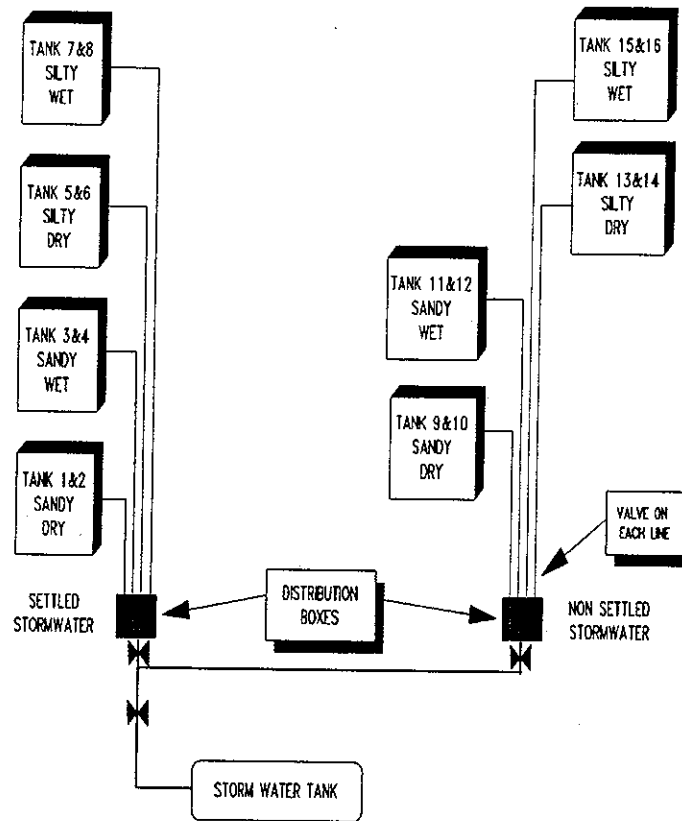 TANK 7&8
SILTY
WET
TANK 15&16
SILTY
WET
TANK 5&6
SILTY
DRY
TANK 13&14
SILTY
DRY
TANK 3&4
SANDY
WET
TANK 11&12
SANDY
WET
TANK 1&2
SANDY
DRY
TANK 9&10
SANDY
DRY
VALVE ON
EACH LINE
SETTLED
STORMWATER
DISTRIBUTION
BOXES
NON SETTLED
STORMWATER
STORM WATER TANK